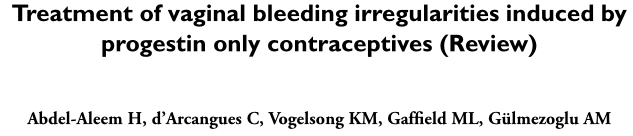 Treatment of vaginal bleeding irregularities induced by
progestin only contraceptives (Review)
Abdel-Aleem H, d’Arcangues C, Vogelsong KM, Gaffield ML, Gülmezoglu AM